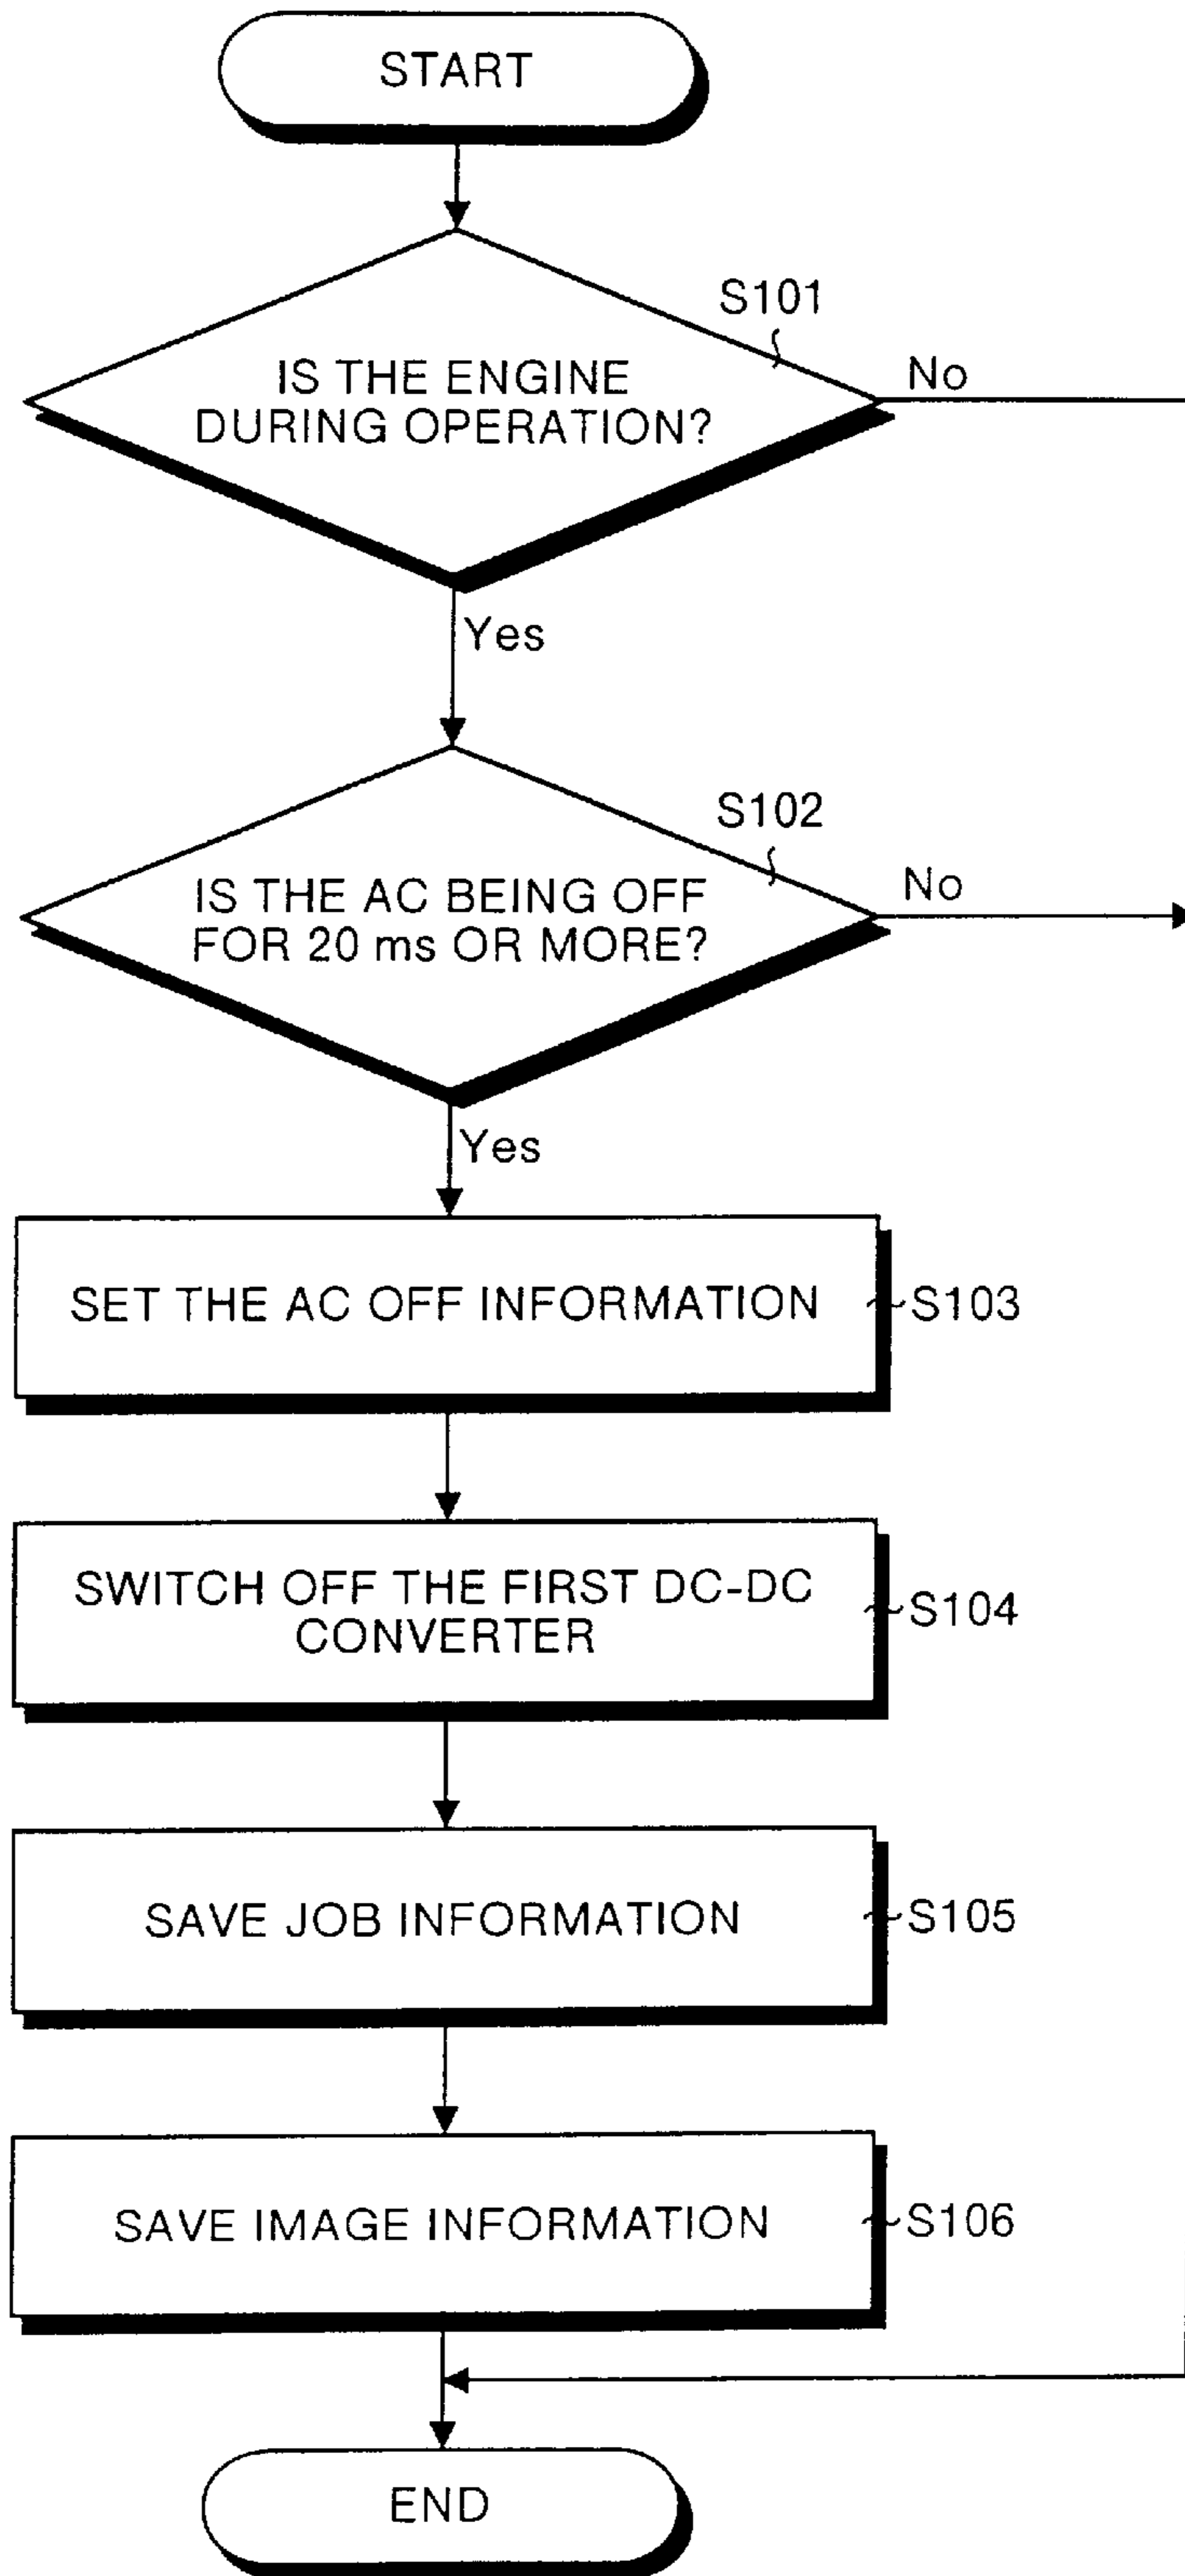 START
S101
IS THE ENGINE
DURING OPERATION?
No
Yes
S102
IS THE AC BEING OFF
FOR 20 ms OR MORE?
No
Yes
SET THE AC OFF INFORMATION
S103
SWITCH OFF THE FIRST DC-DC
CONVERTER
S104
SAVE JOB INFORMATION
S105
SAVE IMAGE INFORMATION
S106
END